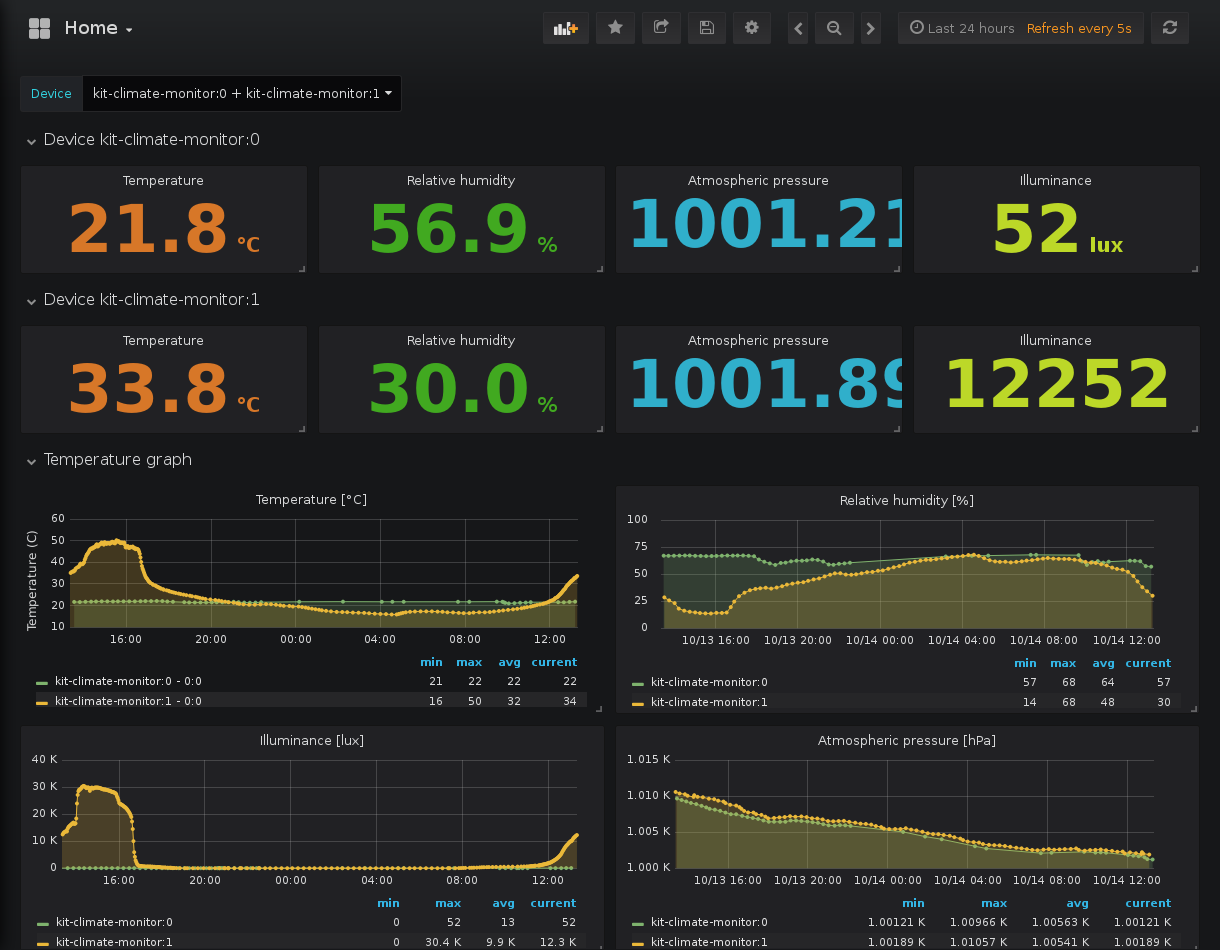 Home
Last 24 hours Refresh every 5s
Device kit-climate-monitor:0 + kit-climate-monitor:1
Device kit-climate-monitor:0
Temperature Relative humidity Atmospheric pressure Illuminance
21.8 °C 56.9 % 1001.21 52 lux
Device kit-climate-monitor:1
Temperature Relative humidity Atmospheric pressure Illuminance
33.8 °C 30.0 % 1001.89 12252
Temperature graph
Temperature [°C]
Temperature (C)
60
50
40
30
20
10
16:00 20:00 00:00 04:00 08:00 12:00
min max avg current
kit-climate-monitor:0 - 0:0 21 22 22 22
kit-climate-monitor:1 - 0:0 16 50 32 34
Relative humidity [%]
100
75
50
25
0
10/13 16:00 10/13 20:00 10/14 00:00 10/14 04:00 10/14 08:00 10/14 12:00
min max avg current
kit-climate-monitor:0 57 68 64 57
kit-climate-monitor:1 14 68 48 30
Illuminance [lux]
40 K
30 K
20 K
10 K
0
16:00 20:00 00:00 04:00 08:00 12:00
min max avg current
kit-climate-monitor:0 0 52 13 52
kit-climate-monitor:1 0 30.4 K 9.9 K 12.3 K
Atmospheric pressure [hPa]
1.015 K
1.010 K
1.005 K
1.000 K
10/13 16:00 10/13 20:00 10/14 00:00 10/14 04:00 10/14 08:00 10/14 12:00
min max avg current
kit-climate-monitor:0 1.00121 K 1.00966 K 1.00563 K 1.00121 K
kit-climate-monitor:1 1.00189 K 1.01057 K 1.00541 K 1.00189 K